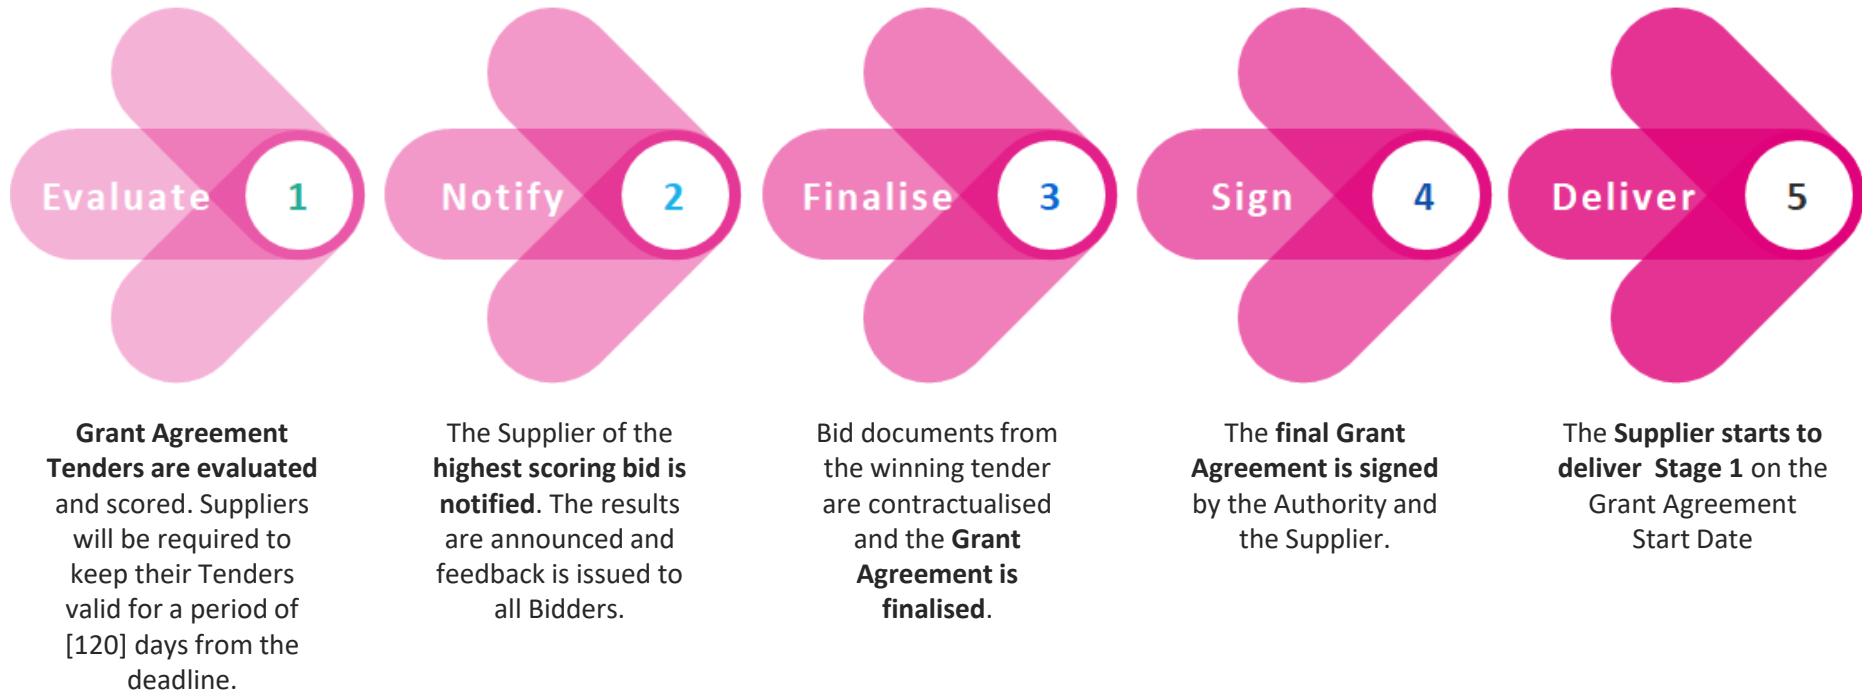 Evaluate 1
Notify 2
Finalise 3
Sign 4
Deliver 5
Grant Agreement
Tenders are evaluated
and scored. Suppliers
will be required to
keep their Tenders
valid for a period of
[120] days from the
deadline.
The Supplier of the
highest scoring bid is
notified. The results
are announced and
feedback is issued to
all Bidders.
Bid documents from
the winning tender
are contractualised
and the Grant
Agreement is
finalised.
The final Grant
Agreement is signed
by the Authority and
the Supplier.
The Supplier starts to
deliver  Stage 1 on the
Grant Agreement
Start Date